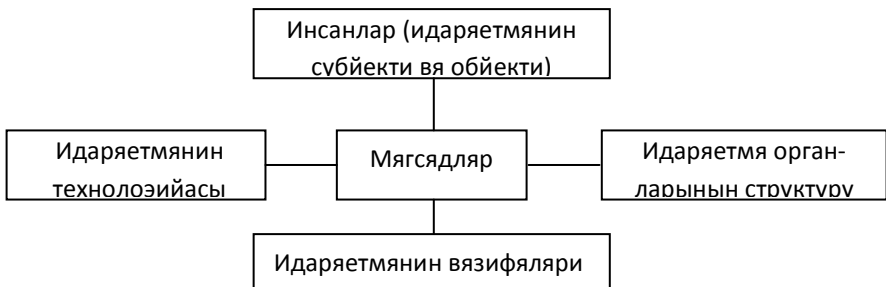 Инсанлар (идаряетмянин
субйекти вя обйекти)
Идаряетмянин
технолоэийасы
Мягсядляр
Идаряетмя орган-
ларынын структуру
Идаряетмянин вязифяляри